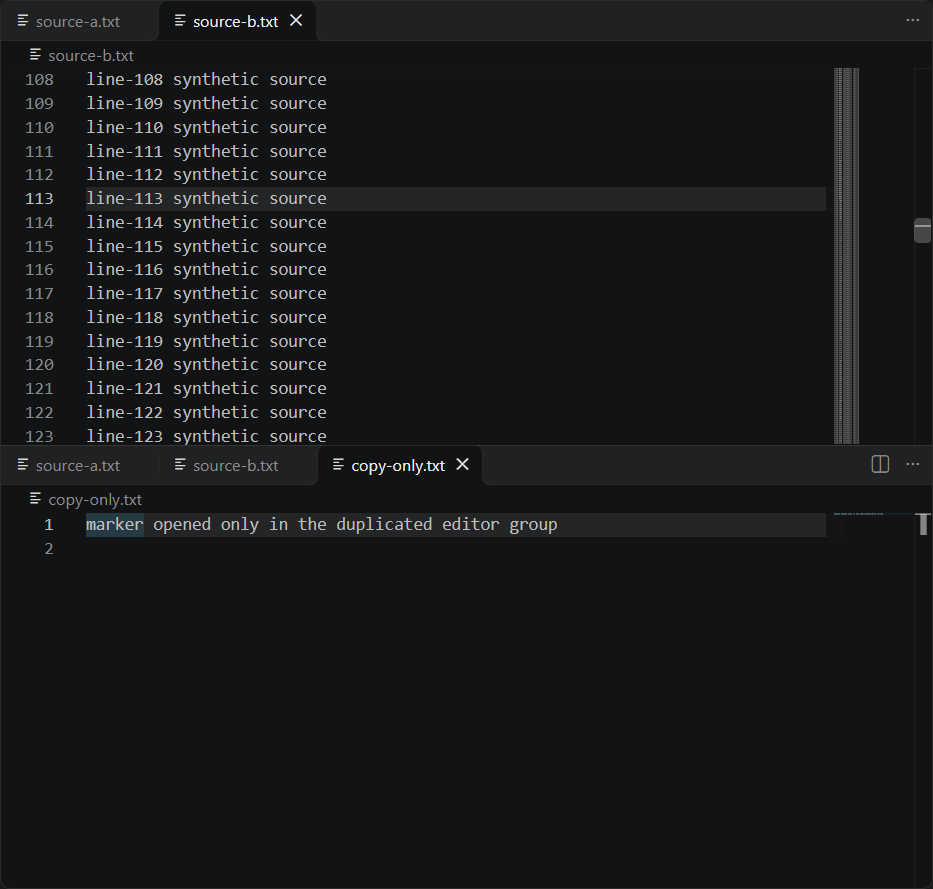 source-a.txt source-b.txt
source-b.txt
108 line-108 synthetic source
109 line-109 synthetic source
110 line-110 synthetic source
111 line-111 synthetic source
112 line-112 synthetic source
113 line-113 synthetic source
114 line-114 synthetic source
115 line-115 synthetic source
116 line-116 synthetic source
117 line-117 synthetic source
118 line-118 synthetic source
119 line-119 synthetic source
120 line-120 synthetic source
121 line-121 synthetic source
122 line-122 synthetic source
123 line-123 synthetic source
source-a.txt source-b.txt copy-only.txt
copy-only.txt
1 marker opened only in the duplicated editor group
2